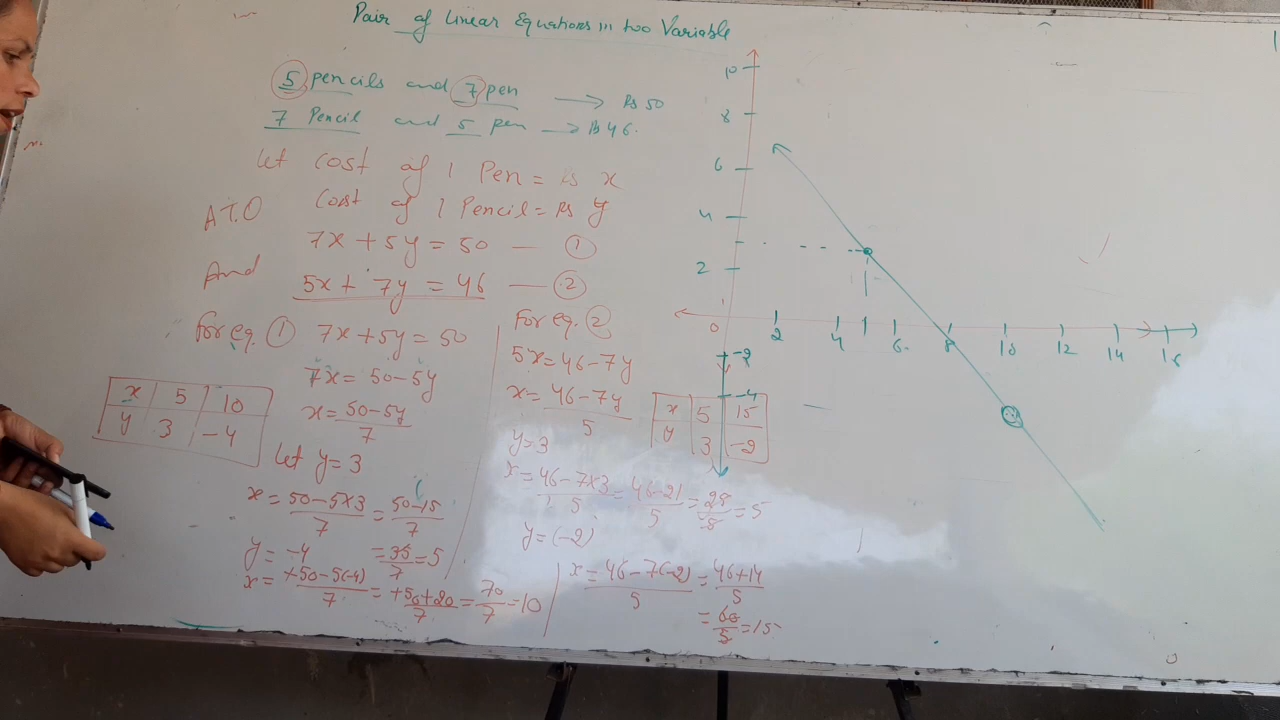 Pair of Linear Equations in two Variable
5 pencils and 7 pen → Rs 50
7 Pencil and 5 pen → Rs 46.
Let cost of 1 Pen = is x
A.T.O Cost of 1 Pencil = Rs y
7x + 5y = 50 — ①
And
5x + 7y = 46 — ②
For eq. ① 7x + 5y = 50
7x = 50 - 5y
x = (50 - 5y)/7
x 5 10
y 3 -4
Let y = 3
x = (50 - 5×3)/7 = (50 - 15)/7
= 35/7 = 5
y = -4
x = (+50 - 5(-4))/7 = (+50 + 20)/7 = 70/7 = 10
For eq. ②
5x = 46 - 7y
x = (46 - 7y)/5
x 5 15
y 3 -2
y = 3
x = (46 - 7×3)/5 = (46 - 21)/5 = 25/5 = 5
y = (-2)
x = (46 - 7(-2))/5 = (46 + 14)/5
= 60/5 = 15
10
8
6
4
2
0 2 4 6 8 10 12 14 16
-2
-4